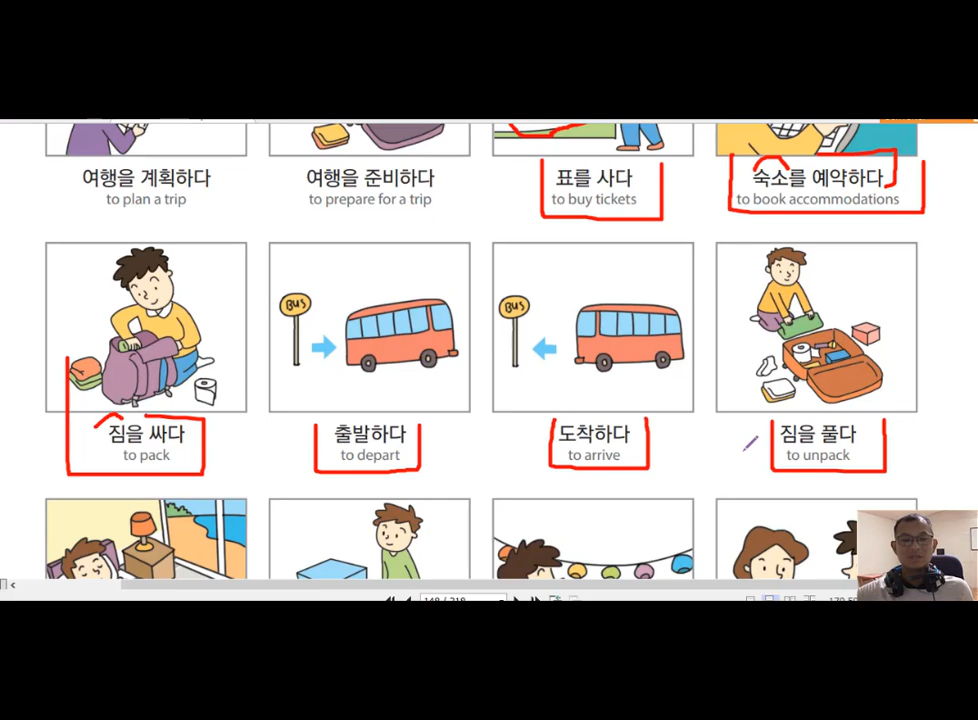 여행을 계획하다
to plan a trip
여행을 준비하다
to prepare for a trip
표를 사다
to buy tickets
숙소를 예약하다
to book accommodations
BUS
BUS
짐을 싸다
to pack
출발하다
to depart
도착하다
to arrive
짐을 풀다
to unpack